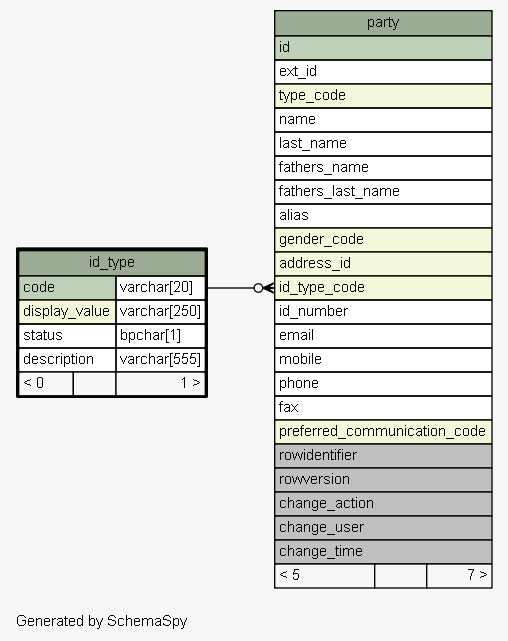 party
id
ext_id
type_code
name
last_name
fathers_name
fathers_last_name
alias
gender_code
address_id
id_type_code
id_number
email
mobile
phone
fax
preferred_communication_code
rowidentifier
rowversion
change_action
change_user
change_time
< 5 7 >
id_type
code varchar[20]
display_value varchar[250]
status bpchar[1]
description varchar[555]
< 0 1 >
Generated by SchemaSpy